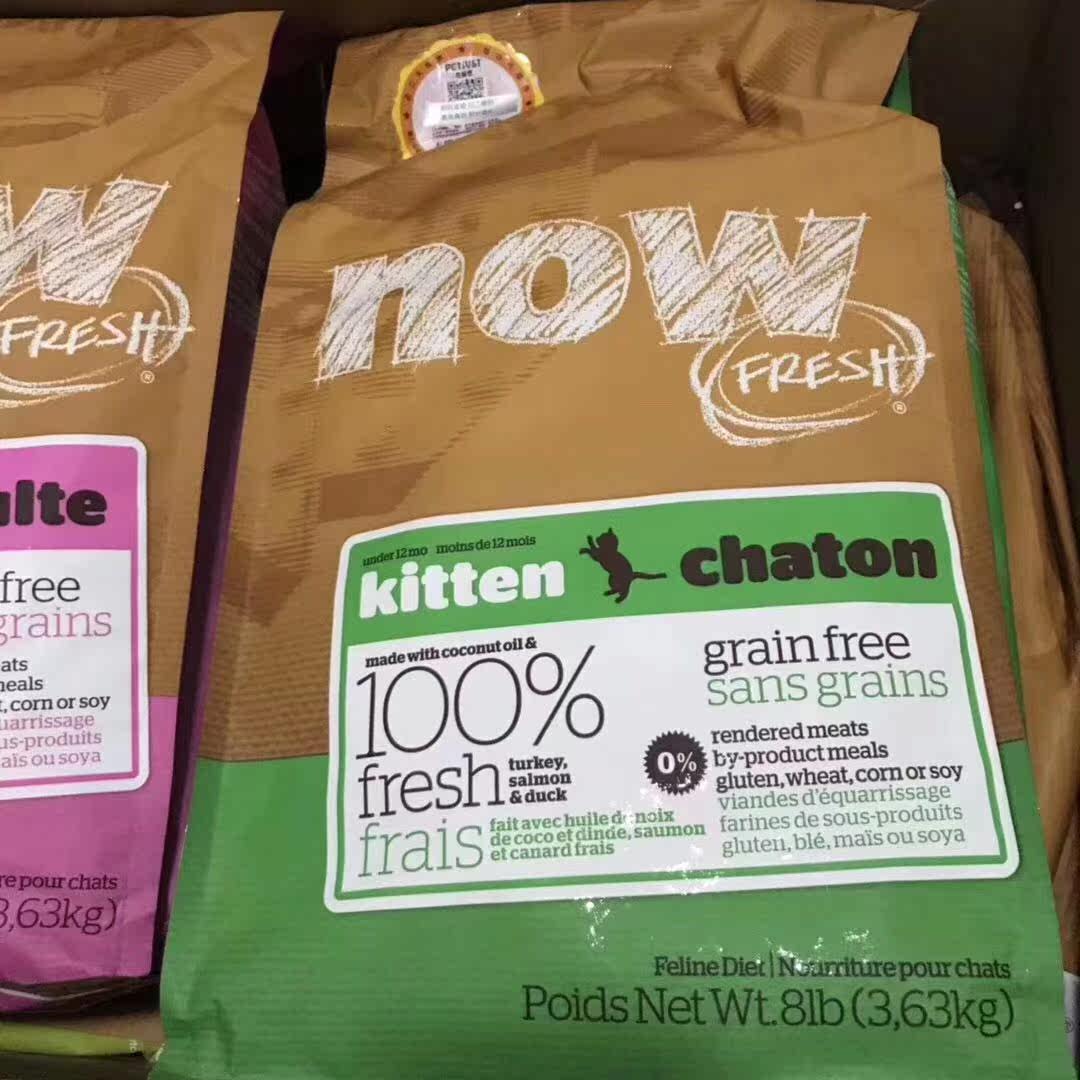 PETJUST
now
FRESH
®
under 12 mo moins de 12 mois
kitten chaton
made with coconut oil &
100%
fresh
turkey,
salmon
& duck
frais
fait avec huile de noix
de coco et dinde, saumon
et canard frais
grain free
sans grains
0%
rendered meats
by-product meals
gluten, wheat, corn or soy
viandes d'équarrissage
farines de sous-produits
gluten, blé, maïs ou soya
Feline Diet | Nourriture pour chats
Poids Net Wt. 8lb (3,63kg)
w
FRESH
®
ulte
free
grains
ats
meals
t, corn or soy
uarrissage
us-produits
aïs ou soya
re pour chats
3,63kg)